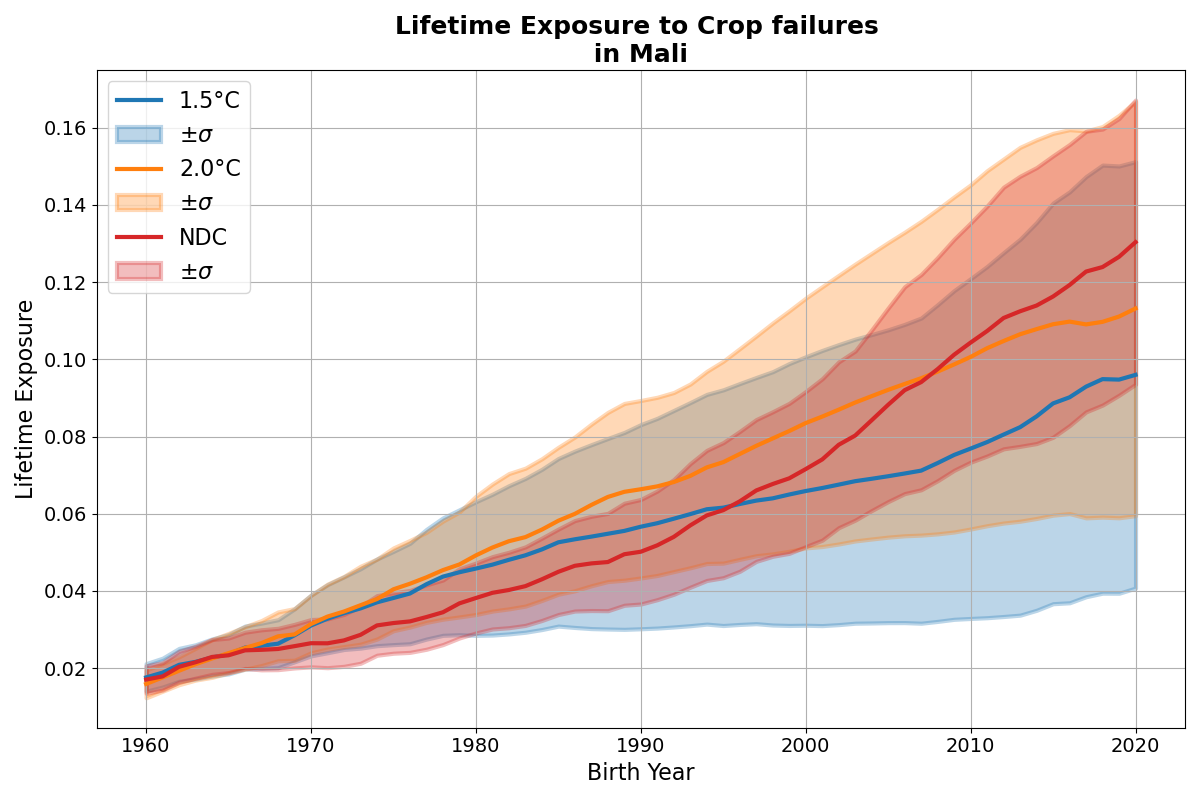 Lifetime Exposure to Crop failures
in Mali
1.5°C
±σ
2.0°C
±σ
NDC
±σ
Lifetime Exposure
0.16
0.14
0.12
0.10
0.08
0.06
0.04
0.02
1960 1970 1980 1990 2000 2010 2020
Birth Year